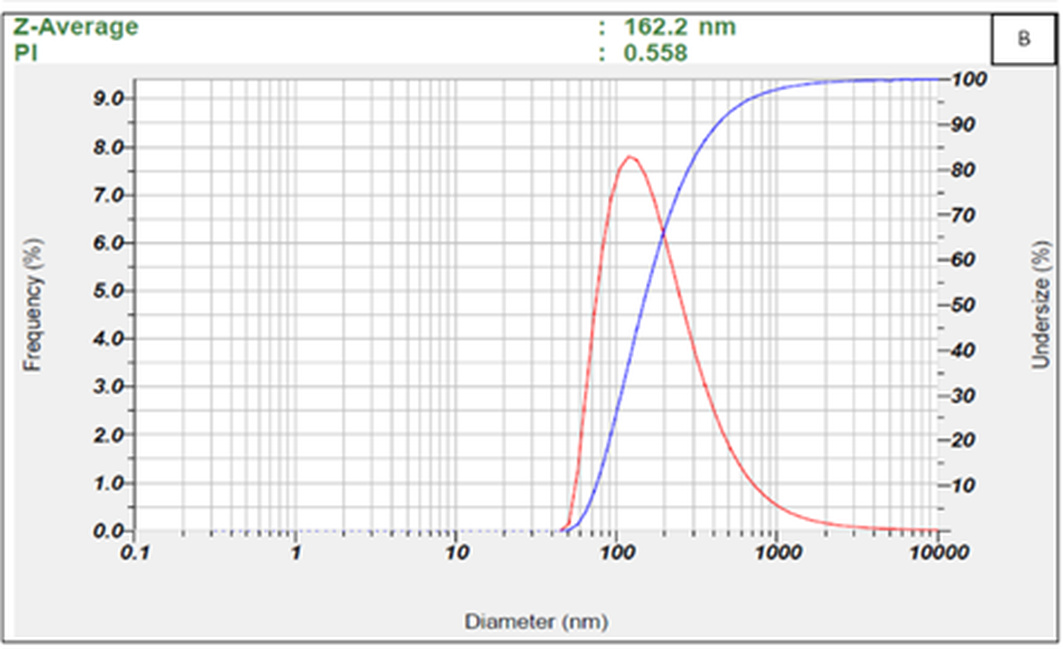 Z-Average : 162.2 nm
PI : 0.558
B
Frequency (%)
9.0
8.0
7.0
6.0
5.0
4.0
3.0
2.0
1.0
0.0
100
90
80
70
60
50
40
30
20
10
Undersize (%)
0.1 1 10 100 1000 10000
Diameter (nm)